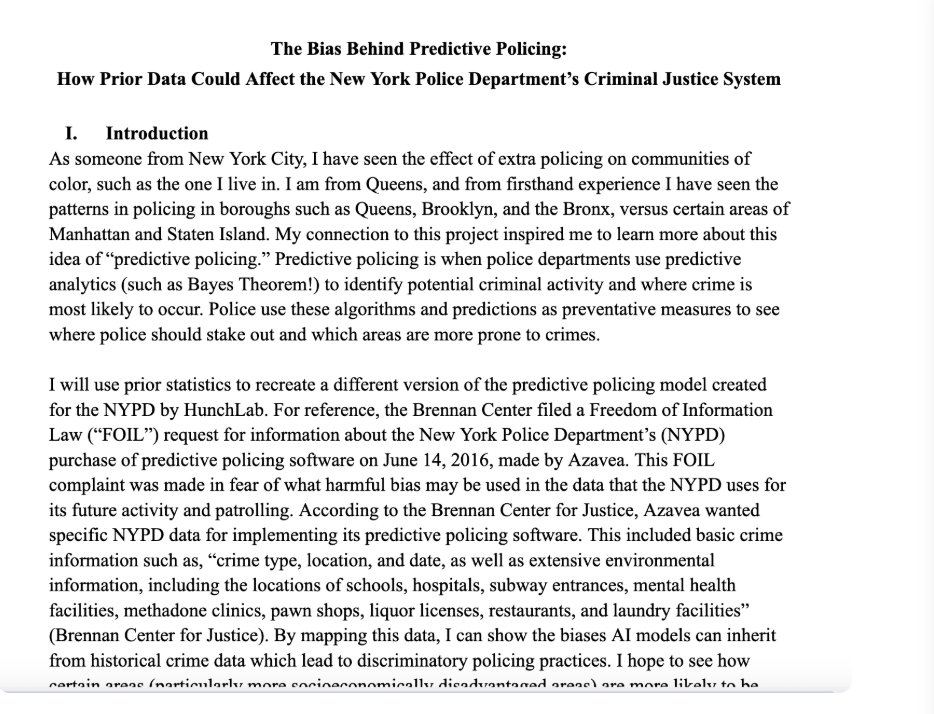 The Bias Behind Predictive Policing:
How Prior Data Could Affect the New York Police Department’s Criminal Justice System
I. Introduction
As someone from New York City, I have seen the effect of extra policing on communities of
color, such as the one I live in. I am from Queens, and from firsthand experience I have seen the
patterns in policing in boroughs such as Queens, Brooklyn, and the Bronx, versus certain areas of
Manhattan and Staten Island. My connection to this project inspired me to learn more about this
idea of “predictive policing.” Predictive policing is when police departments use predictive
analytics (such as Bayes Theorem!) to identify potential criminal activity and where crime is
most likely to occur. Police use these algorithms and predictions as preventative measures to see
where police should stake out and which areas are more prone to crimes.
I will use prior statistics to recreate a different version of the predictive policing model created
for the NYPD by HunchLab. For reference, the Brennan Center filed a Freedom of Information
Law (“FOIL”) request for information about the New York Police Department’s (NYPD)
purchase of predictive policing software on June 14, 2016, made by Azavea. This FOIL
complaint was made in fear of what harmful bias may be used in the data that the NYPD uses for
its future activity and patrolling. According to the Brennan Center for Justice, Azavea wanted
specific NYPD data for implementing its predictive policing software. This included basic crime
information such as, “crime type, location, and date, as well as extensive environmental
information, including the locations of schools, hospitals, subway entrances, mental health
facilities, methadone clinics, pawn shops, liquor licenses, restaurants, and laundry facilities”
(Brennan Center for Justice). By mapping this data, I can show the biases AI models can inherit
from historical crime data which lead to discriminatory policing practices. I hope to see how
certain areas (particularly more socioeconomically disadvantaged areas) are more likely to be